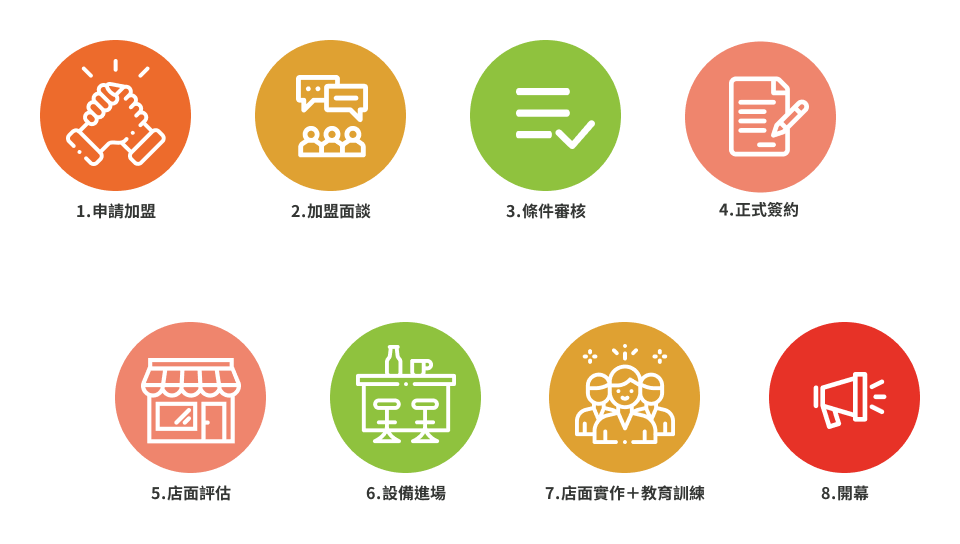 1.申請加盟
2.加盟面談
3.條件審核
4.正式簽約
5.店面評估
6.設備進場
7.店面實作＋教育訓練
8.開幕